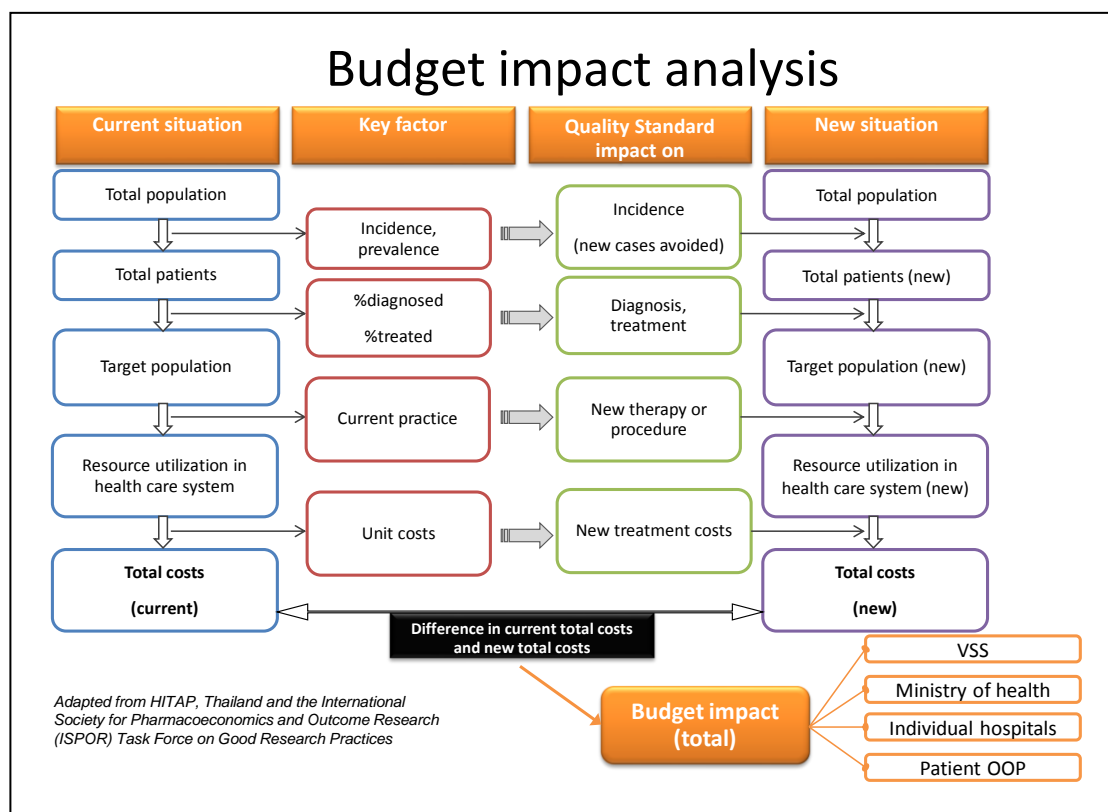 Budget impact analysis
Current situation
Key factor
Quality Standard
impact on
New situation
Total population
Total patients
Target population
Resource utilization in
health care system
Total costs
(current)
Incidence,
prevalence
%diagnosed
%treated
Current practice
Unit costs
Incidence
(new cases avoided)
Diagnosis,
treatment
New therapy or
procedure
New treatment costs
Total population
Total patients (new)
Target population (new)
Resource utilization in
health care system (new)
Total costs
(new)
Difference in current total costs
and new total costs
Adapted from HITAP, Thailand and the International
Society for Pharmacoeconomics and Outcome Research
(ISPOR) Task Force on Good Research Practices
Budget impact
(total)
VSS
Ministry of health
Individual hospitals
Patient OOP